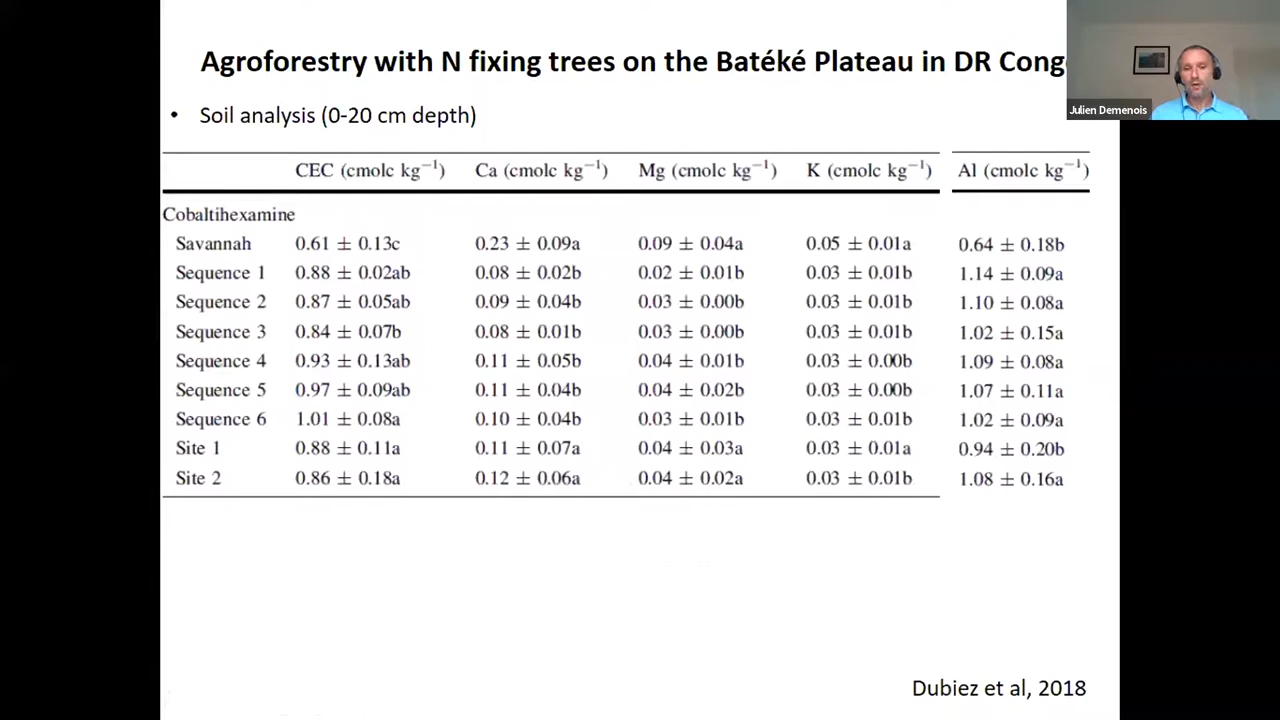 Agroforestry with N fixing trees on the Batéké Plateau in DR Cong
Julien Demenois
• Soil analysis (0-20 cm depth)
CEC (cmolc kg⁻¹) Ca (cmolc kg⁻¹) Mg (cmolc kg⁻¹) K (cmolc kg⁻¹) Al (cmolc kg⁻¹)
Cobaltihexamine
Savannah 0.61 ± 0.13c 0.23 ± 0.09a 0.09 ± 0.04a 0.05 ± 0.01a 0.64 ± 0.18b
Sequence 1 0.88 ± 0.02ab 0.08 ± 0.02b 0.02 ± 0.01b 0.03 ± 0.01b 1.14 ± 0.09a
Sequence 2 0.87 ± 0.05ab 0.09 ± 0.04b 0.03 ± 0.00b 0.03 ± 0.01b 1.10 ± 0.08a
Sequence 3 0.84 ± 0.07b 0.08 ± 0.01b 0.03 ± 0.00b 0.03 ± 0.01b 1.02 ± 0.15a
Sequence 4 0.93 ± 0.13ab 0.11 ± 0.05b 0.04 ± 0.01b 0.03 ± 0.00b 1.09 ± 0.08a
Sequence 5 0.97 ± 0.09ab 0.11 ± 0.04b 0.04 ± 0.02b 0.03 ± 0.00b 1.07 ± 0.11a
Sequence 6 1.01 ± 0.08a 0.10 ± 0.04b 0.03 ± 0.01b 0.03 ± 0.01b 1.02 ± 0.09a
Site 1 0.88 ± 0.11a 0.11 ± 0.07a 0.04 ± 0.03a 0.03 ± 0.01a 0.94 ± 0.20b
Site 2 0.86 ± 0.18a 0.12 ± 0.06a 0.04 ± 0.02a 0.03 ± 0.01b 1.08 ± 0.16a
Dubiez et al, 2018